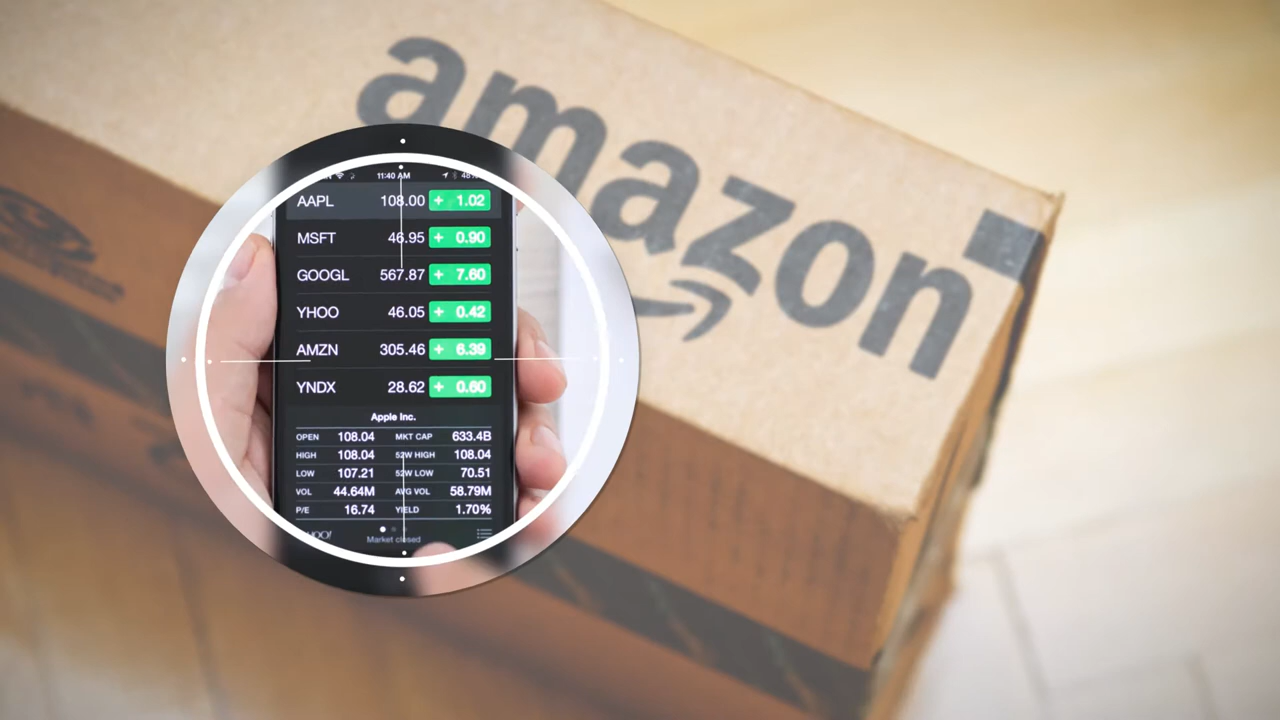 amazon
11:40 AM
AAPL 108.00 + 1.02
MSFT 46.95 + 0.90
GOOGL 567.87 + 7.60
YHOO 46.05 + 0.42
AMZN 305.46 + 6.39
YNDX 28.62 + 0.60
Apple Inc.
OPEN 108.04 MKT CAP 633.4B
HIGH 108.04 52W HIGH 108.04
LOW 107.21 52W LOW 70.51
VOL 44.64M AVG VOL 58.79M
P/E 16.74 YIELD 1.70%
Market closed